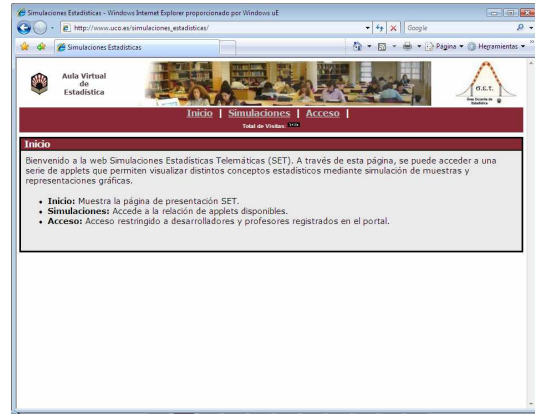 Simulaciones Estadísticas - Windows Internet Explorer proporcionado por Windows uE
http://www.uco.es/simulaciones_estadisticas/
Google
Simulaciones Estadísticas
Página
Herramientas
Aula Virtual
de
Estadística
σ.ε.τ.
Inicio | Simulaciones | Acceso |
Total de Visitas:
Inicio
Bienvenido a la web Simulaciones Estadísticas Telemáticas (SET). A través de esta página, se puede acceder a una
serie de applets que permiten visualizar distintos conceptos estadísticos mediante simulación de muestras y
representaciones gráficas.
• Inicio: Muestra la página de presentación SET.
• Simulaciones: Accede a la relación de applets disponibles.
• Acceso: Acceso restringido a desarrolladores y profesores registrados en el portal.